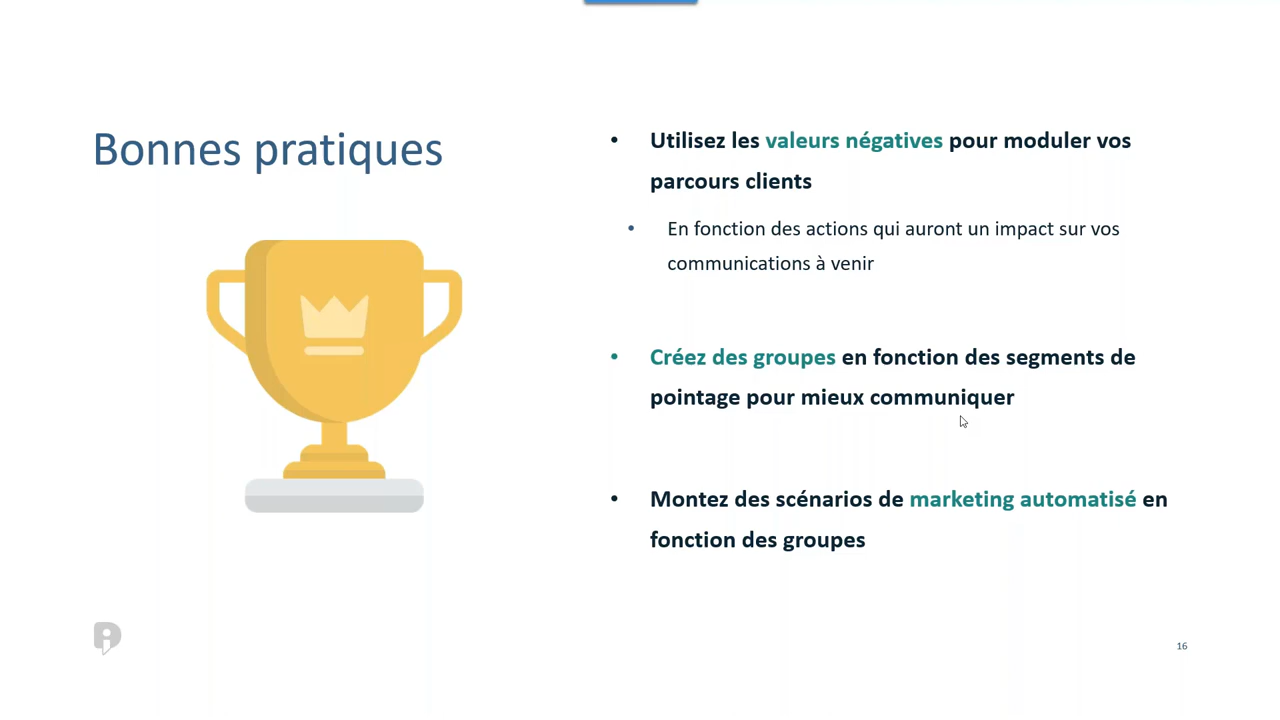 Bonnes pratiques
• Utilisez les valeurs négatives pour moduler vos
parcours clients
• En fonction des actions qui auront un impact sur vos
communications à venir
• Créez des groupes en fonction des segments de
pointage pour mieux communiquer
• Montez des scénarios de marketing automatisé en
fonction des groupes
16